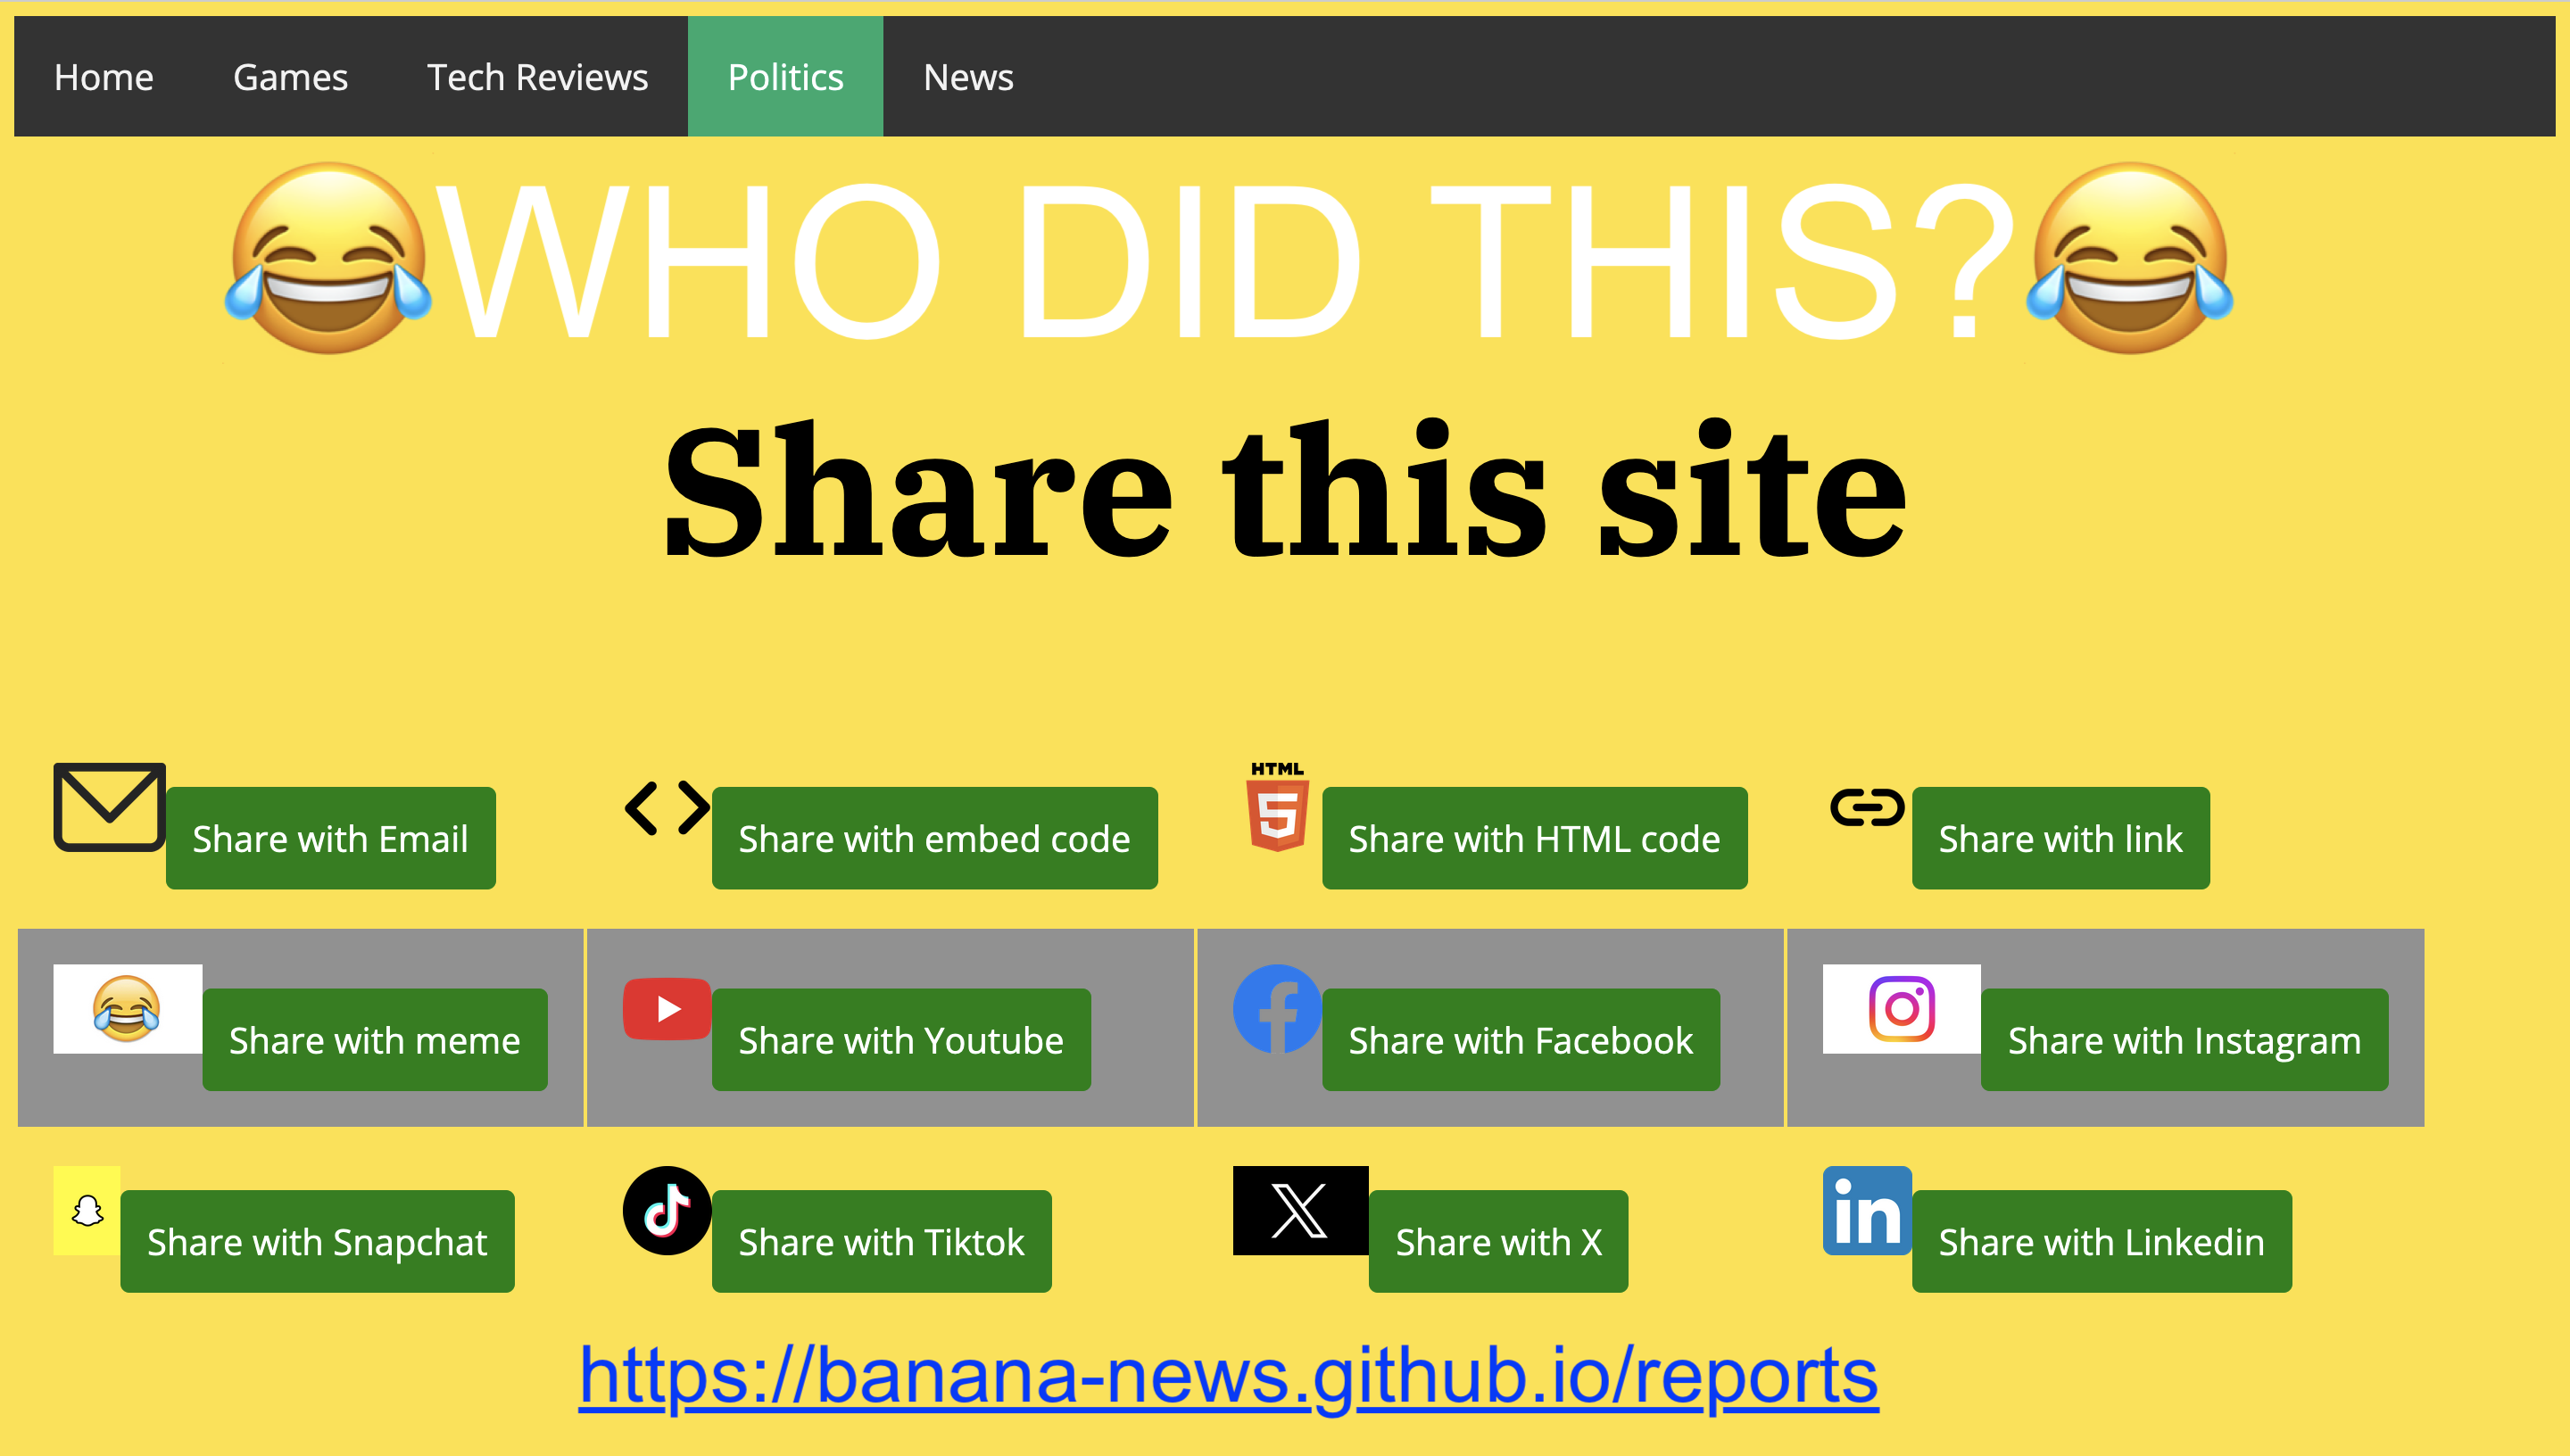 Home Games Tech Reviews Politics News
😂WHO DID THIS?😂
Share this site
Share with Email
Share with embed code
HTML
5
Share with HTML code
Share with link
Share with meme
Share with Youtube
f
Share with Facebook
Share with Instagram
Share with Snapchat
Share with Tiktok
X
Share with X
in
Share with Linkedin
https://banana-news.github.io/reports